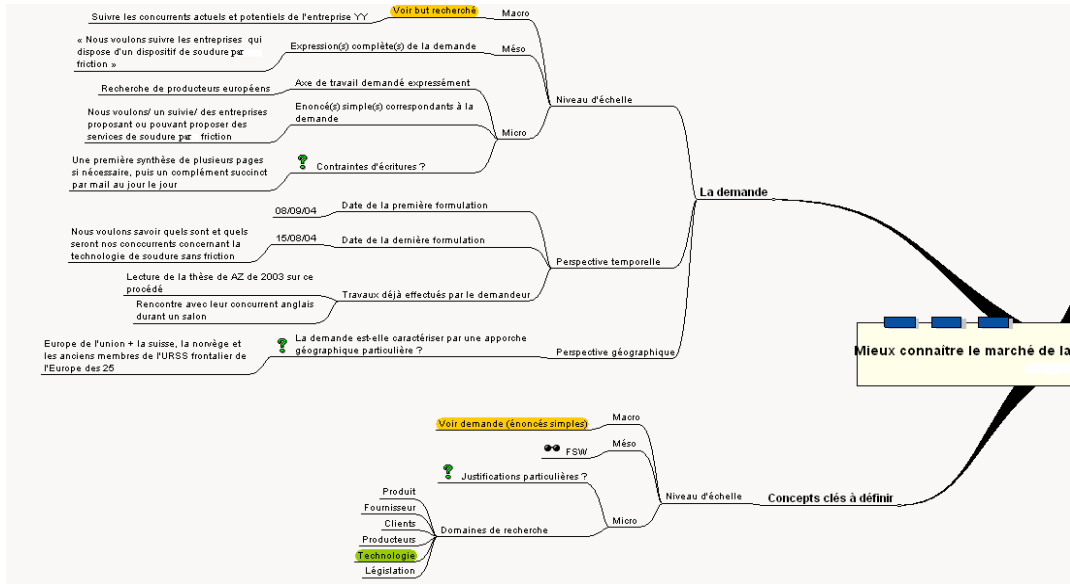 Suivre les concurrents actuels et potentiels de l'entreprise YY
Voir but recherché
Macro
« Nous voulons suivre les entreprises qui
dispose d'un dispositif de soudure par
friction »
Expression(s) complète(s) de la demande
Méso
Recherche de producteurs européens
Axe de travail demandé expressément
Nous voulons/ un suivie/ des entreprises
proposant ou pouvant proposer des
services de soudure par friction
Enoncé(s) simple(s) correspondants à la
demande
Micro
Niveau d'échelle
Une première synthèse de plusieurs pages
si nécessaire, puis un complément succinct
par mail au jour le jour
? Contraintes d'écritures ?
La demande
08/09/04
Date de la première formulation
Nous voulons savoir quels sont et quels
seront nos concurrents concernant la
technologie de soudure sans friction
15/08/04
Date de la dernière formulation
Perspective temporelle
Lecture de la thèse de AZ de 2003 sur ce
procédé
Rencontre avec leur concurrent anglais
durant un salon
Travaux déjà effectués par le demandeur
Europe de l'union + la suisse, la norvège et
les anciens membres de l'URSS frontalier de
l'Europe des 25
? La demande est-elle caractériser par une apporche
géographique particulière ?
Perspective géographique
Mieux connaître le marché de la
Voir demande (énoncés simples)
Macro
FSW
Méso
? Justifications particulières ?
Niveau d'échelle
Concepts clés à définir
Produit
Fournisseur
Clients
Producteurs
Technologie
Législation
Domaines de recherche
Micro